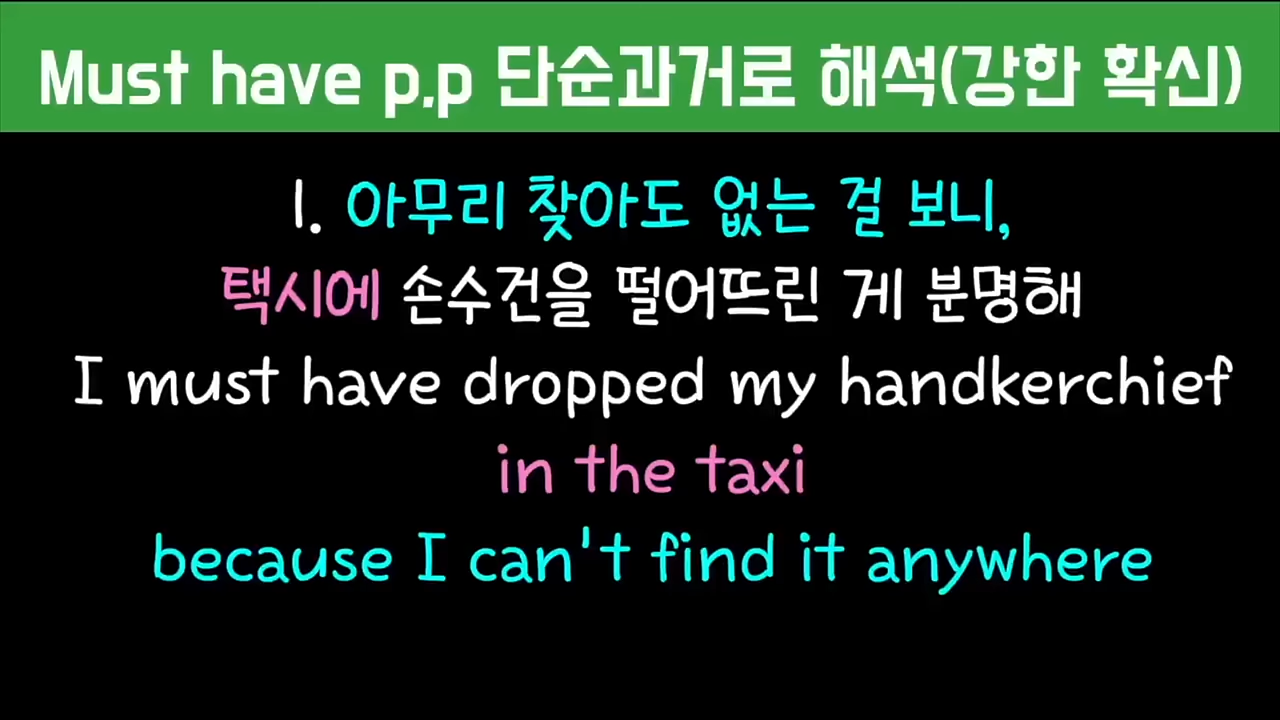 Must have p,p 단순과거로 해석(강한 확신)
1. 아무리 찾아도 없는 걸 보니,
택시에 손수건을 떨어뜨린 게 분명해
I must have dropped my handkerchief
in the taxi
because I can't find it anywhere